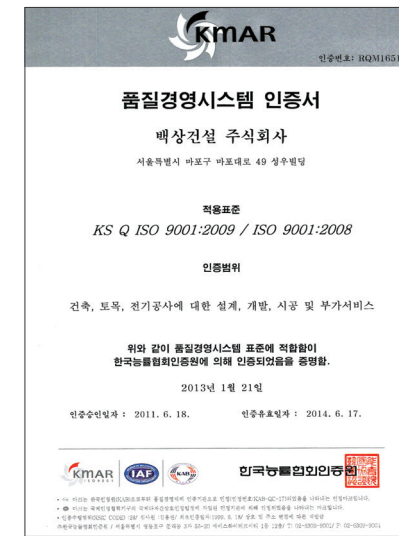 KMAR
인증번호: RQM1651
품질경영시스템 인증서
백상건설 주식회사
서울특별시 마포구 마포대로 49 성우빌딩
적용표준
KS Q ISO 9001:2009 / ISO 9001:2008
인증범위
건축, 토목, 전기공사에 대한 설계, 개발, 시공 및 부가서비스
위와 같이 품질경영시스템 표준에 적합함이
한국능률협회인증원에 의해 인증되었음을 증명함.
2013년 1월 21일
인증승인일자 : 2011. 6. 18. 인증유효일자 : 2014. 6. 17.
KMAR IAF KAB 한국능률협회인증원